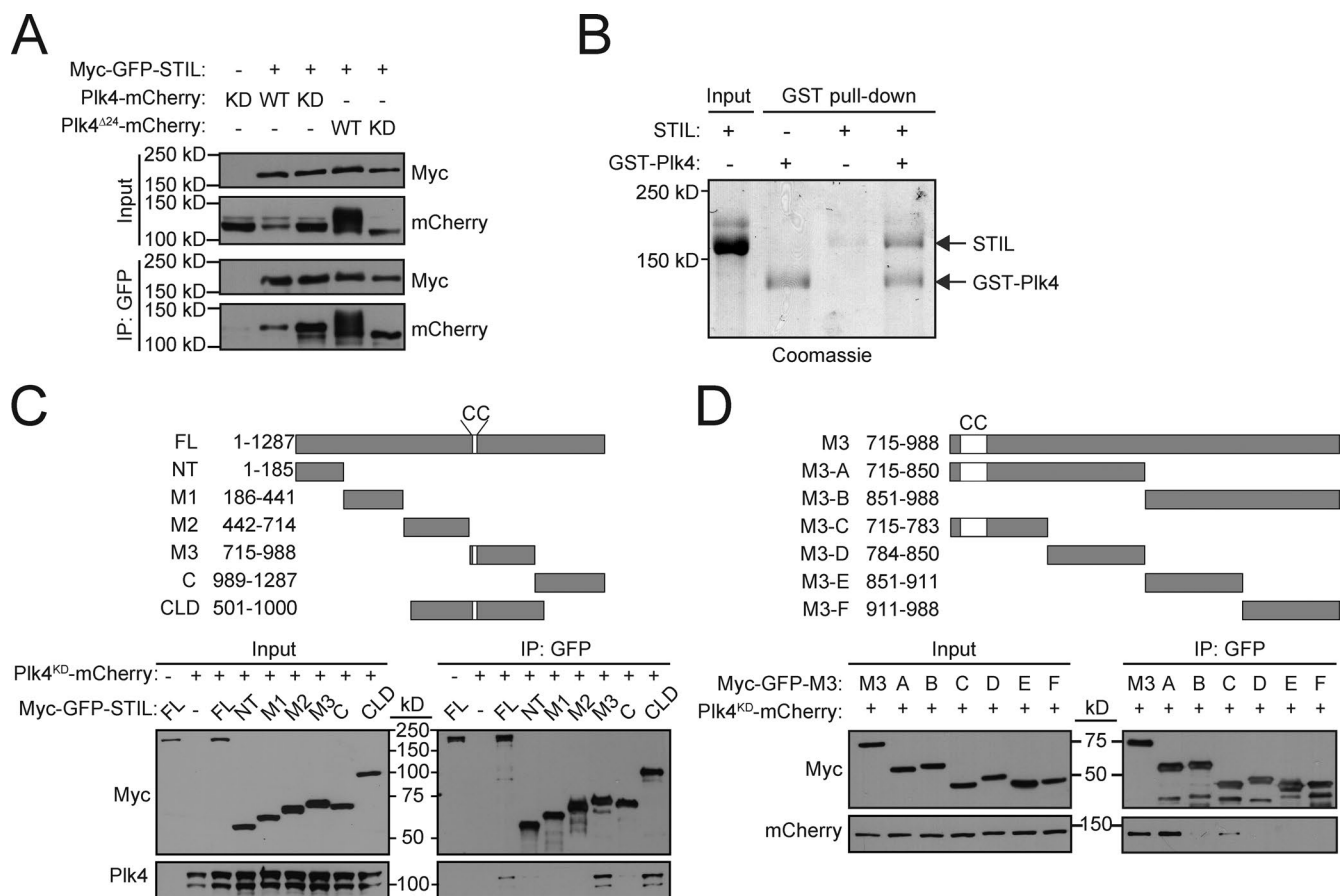 A
Myc-GFP-STIL: - + + + +
Plk4-mCherry: KD WT KD - -
Plk4Δ24-mCherry: - - - WT KD
Input
250 kD
150 kD
Myc
150 kD
100 kD
mCherry
IP: GFP
250 kD
150 kD
Myc
150 kD
100 kD
mCherry
B
Input GST pull-down
STIL: + - + +
GST-Plk4: - + - +
250 kD
150 kD
STIL
GST-Plk4
Coomassie
C
CC
FL 1-1287
NT 1-185
M1 186-441
M2 442-714
M3 715-988
C 989-1287
CLD 501-1000
Input IP: GFP
Plk4KD-mCherry: - + + + + + + + - + + + + + + +
Myc-GFP-STIL: FL - FL NT M1 M2 M3 C CLD kD FL - FL NT M1 M2 M3 C CLD
Myc
250
150
100
75
50
Plk4
100
D
CC
M3 715-988
M3-A 715-850
M3-B 851-988
M3-C 715-783
M3-D 784-850
M3-E 851-911
M3-F 911-988
Input IP: GFP
Myc-GFP-M3: M3 A B C D E F M3 A B C D E F
Plk4KD-mCherry: + + + + + + + kD + + + + + + +
Myc
75
50
mCherry
150